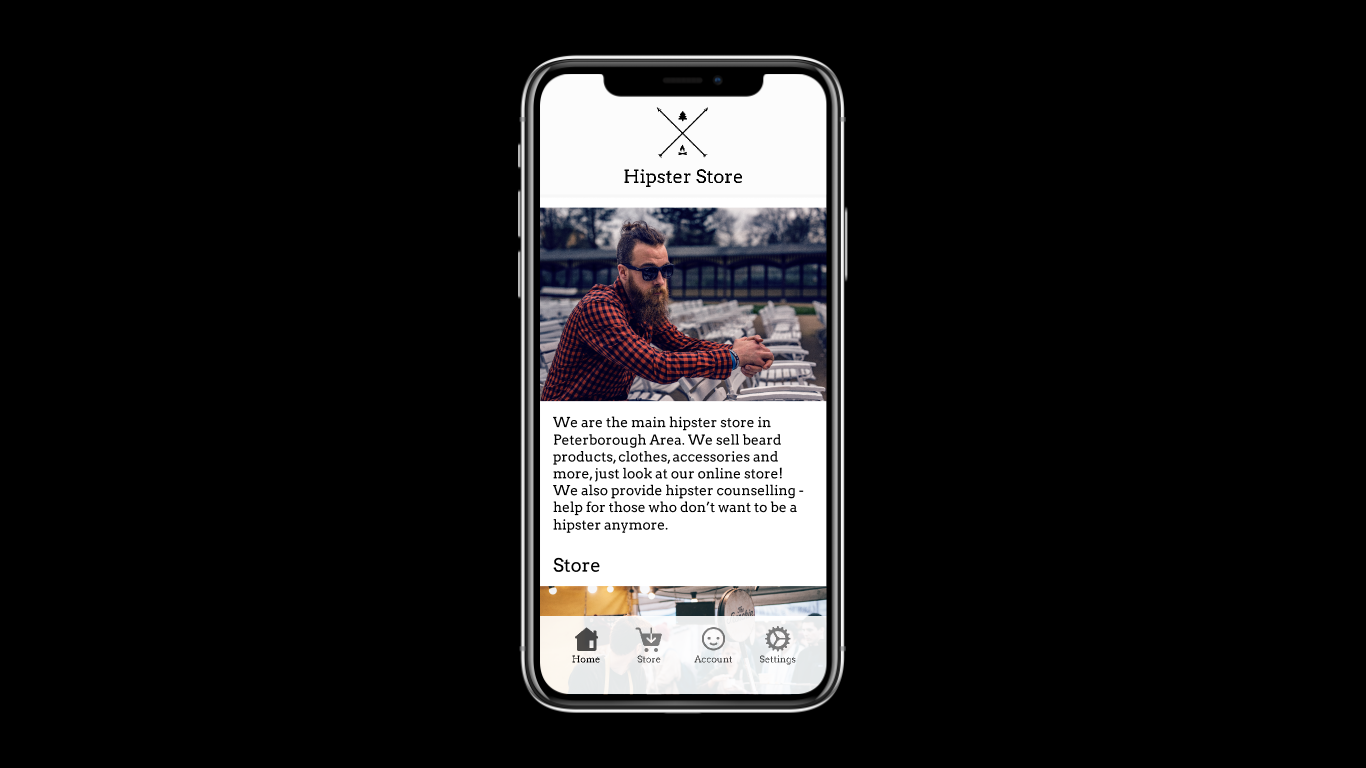 Hipster Store
We are the main hipster store in
Peterborough Area. We sell beard
products, clothes, accessories and
more, just look at our online store!
We also provide hipster counselling -
help for those who don’t want to be a
hipster anymore.
Store
Home Store Account Settings